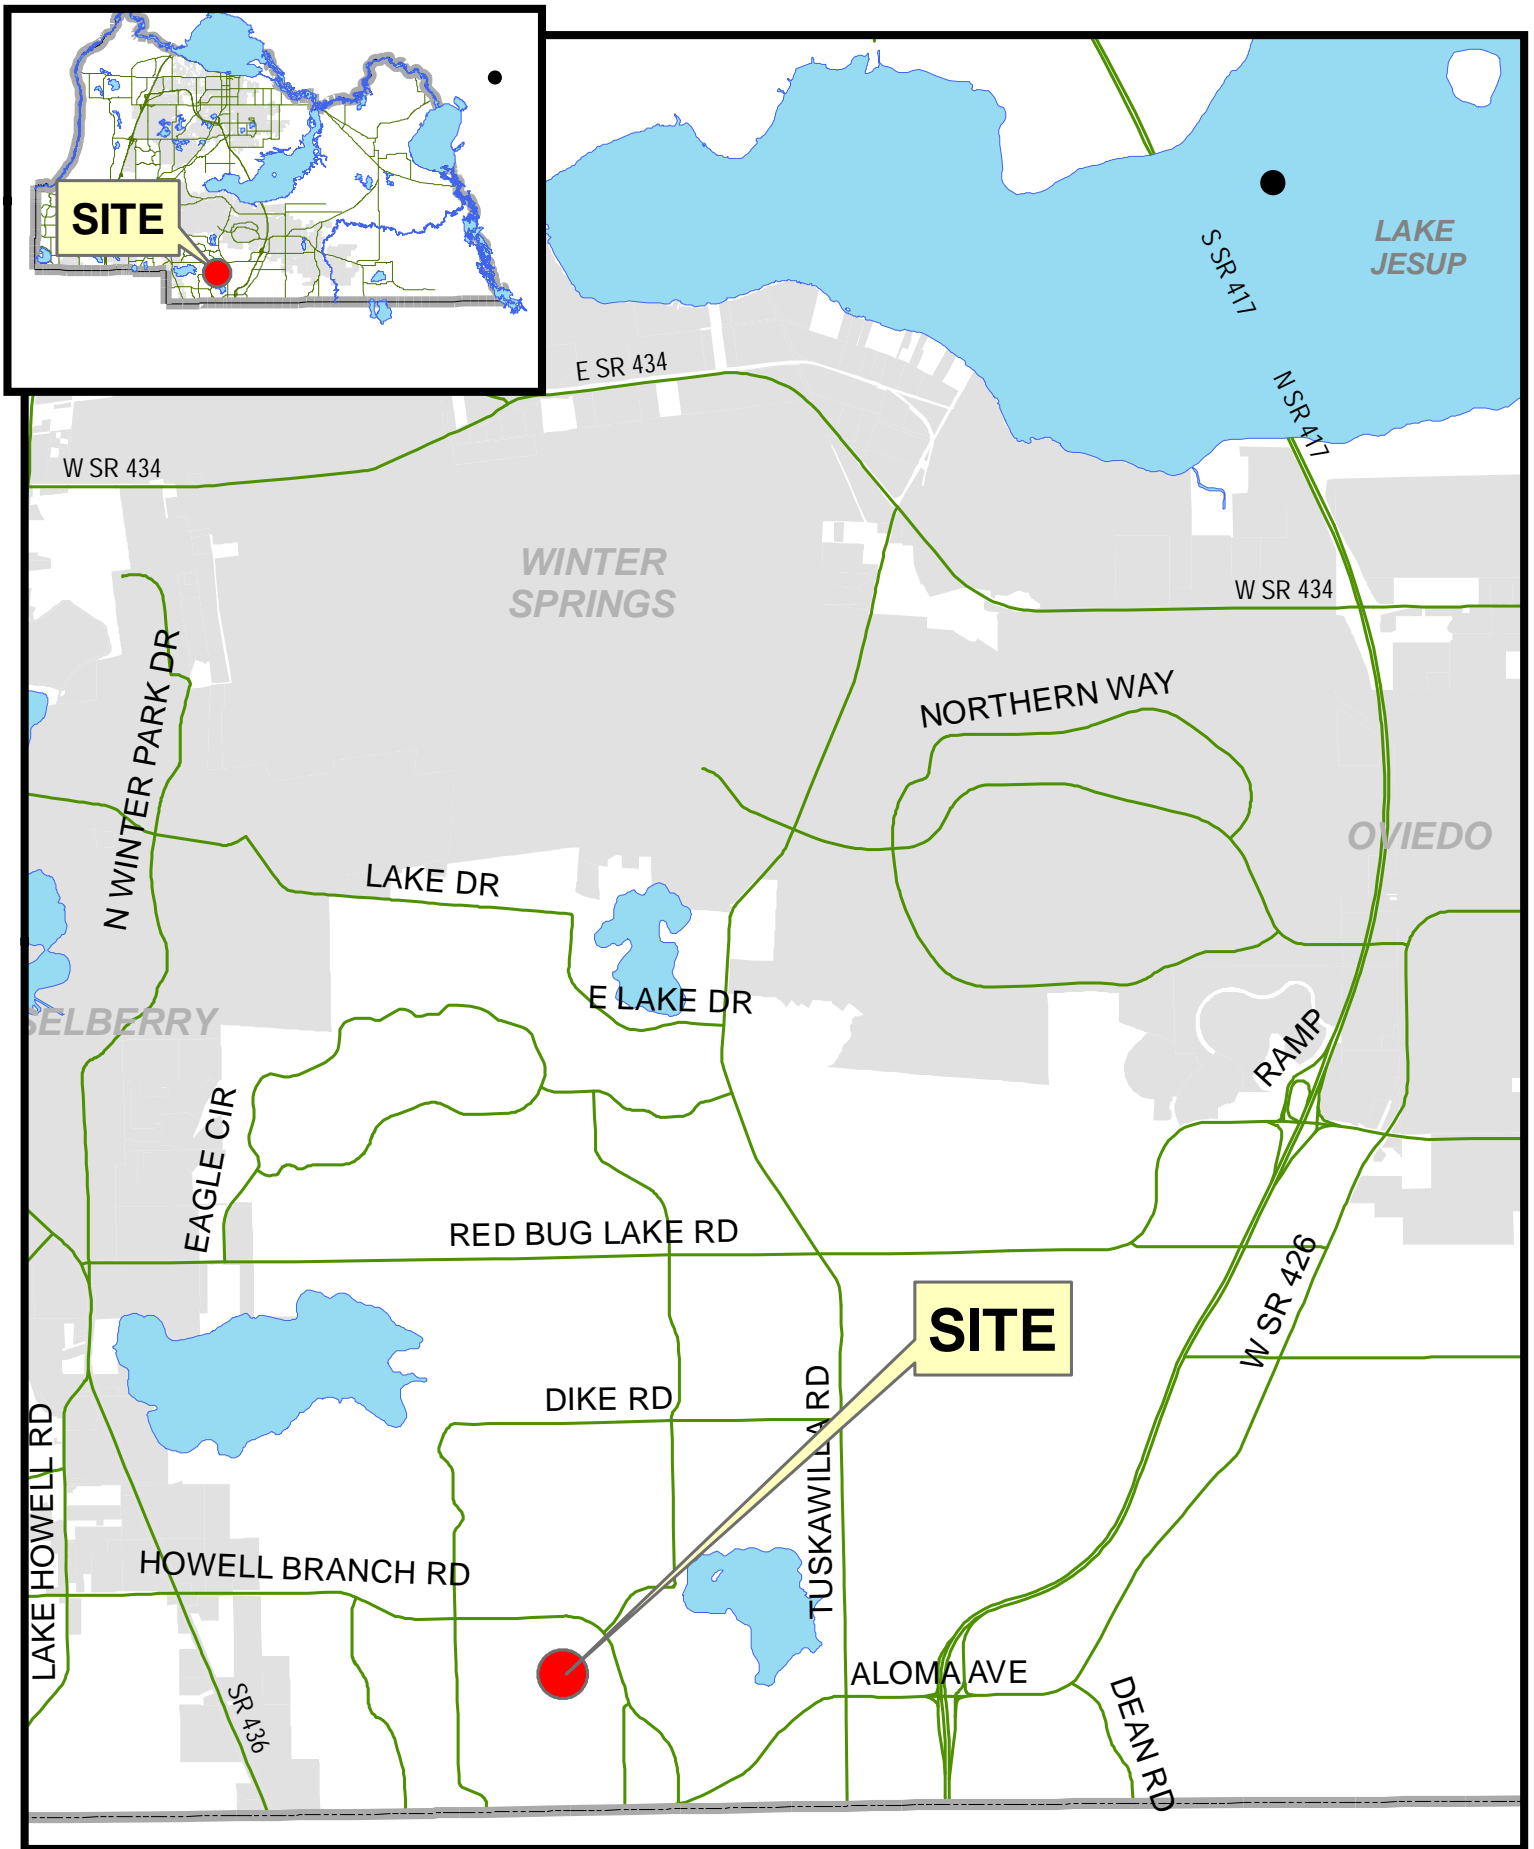 SITE
LAKE
JESUP
S SR 417
E SR 434
N SR 417
W SR 434
WINTER
SPRINGS
W SR 434
N WINTER PARK DR
NORTHERN WAY
OVIEDO
LAKE DR
E LAKE DR
SELBERRY
RAMP
EAGLE CIR
RED BUG LAKE RD
W SR 426
SITE
DIKE RD
TUSKAWILLA RD
LAKE HOWELL RD
HOWELL BRANCH RD
ALOMA AVE
SR 436
DEAN RD